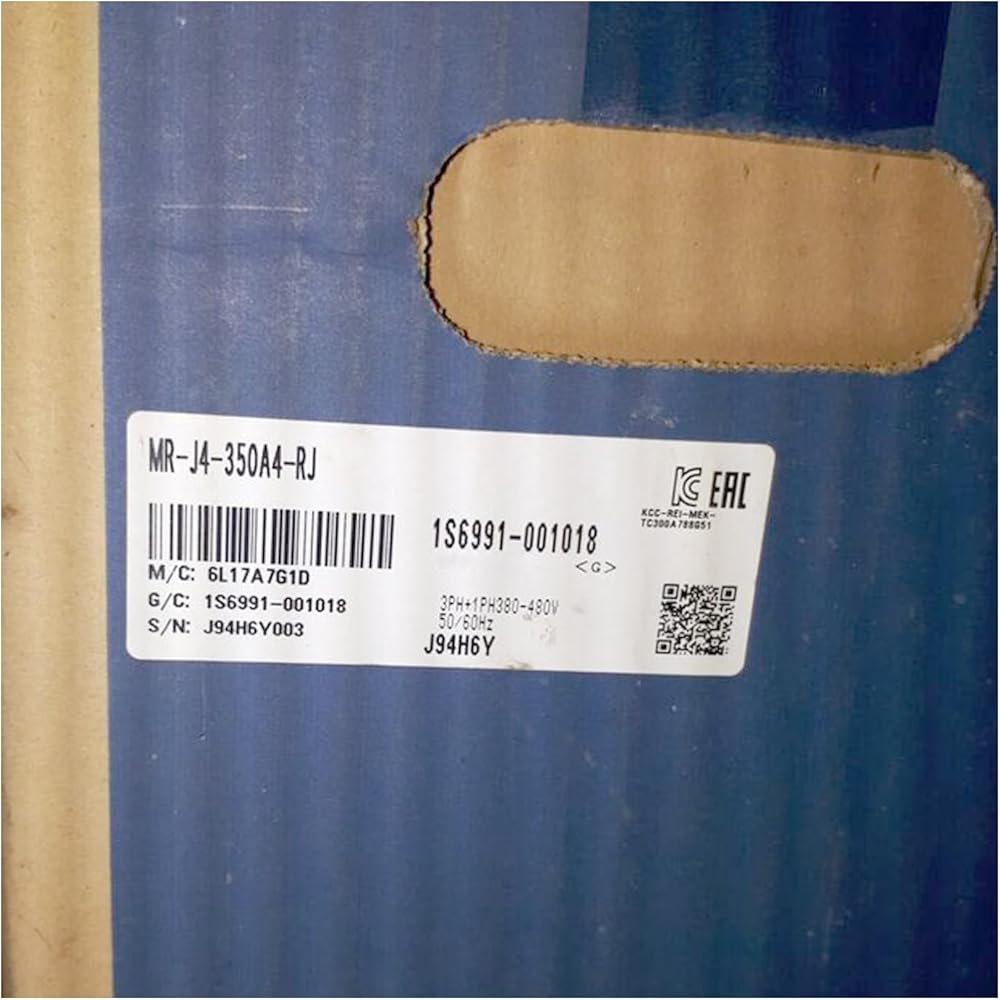 MR-J4-350A4-RJ
KC EAC
KCC-REI-MEK-
TC300A788G51
1S6991-001018
<G>
M/C: 6L17A7G1D
G/C: 1S6991-001018
S/N: J94H6Y003
3PH+1PH380-480V
50/60Hz
J94H6Y